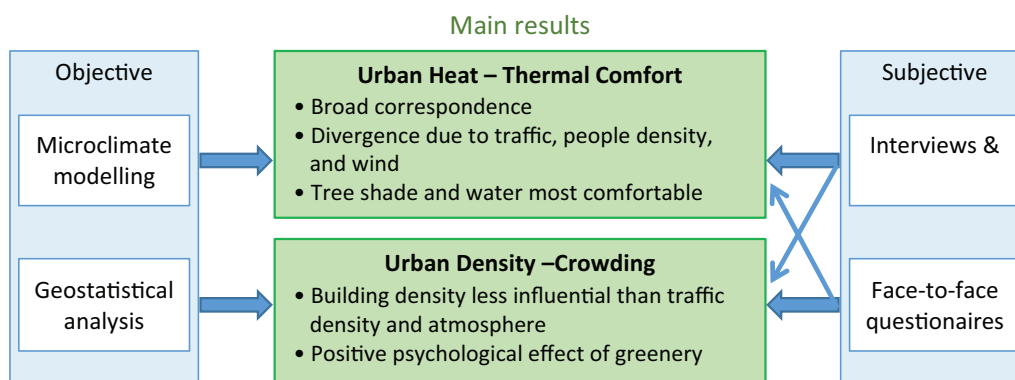 Main results
Objective
Microclimate
modelling
Geostatistical
analysis
Urban Heat – Thermal Comfort
• Broad correspondence
• Divergence due to traffic, people density,
and wind
• Tree shade and water most comfortable
Urban Density –Crowding
• Building density less influential than traffic
density and atmosphere
• Positive psychological effect of greenery
Subjective
Interviews &
Face-to-face
questionaires